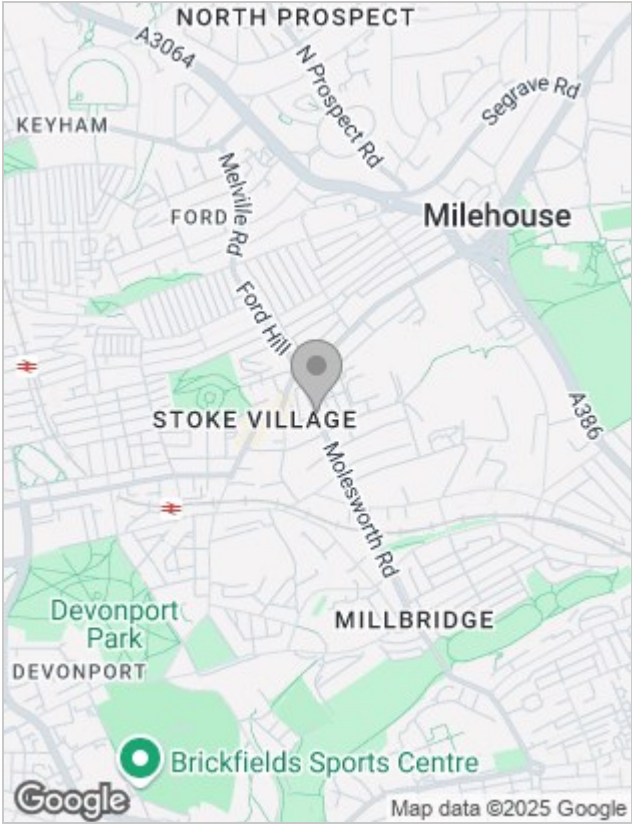 NORTH PROSPECT
A3064
N Prospect Rd
Segrave Rd
KEYHAM
Melville Rd
FORD
Milehouse
Ford Hill
STOKE VILLAGE
A386
Molesworth Rd
Devonport
Park
MILLBRIDGE
DEVONPORT
Brickfields Sports Centre
Google
Map data ©2025 Google